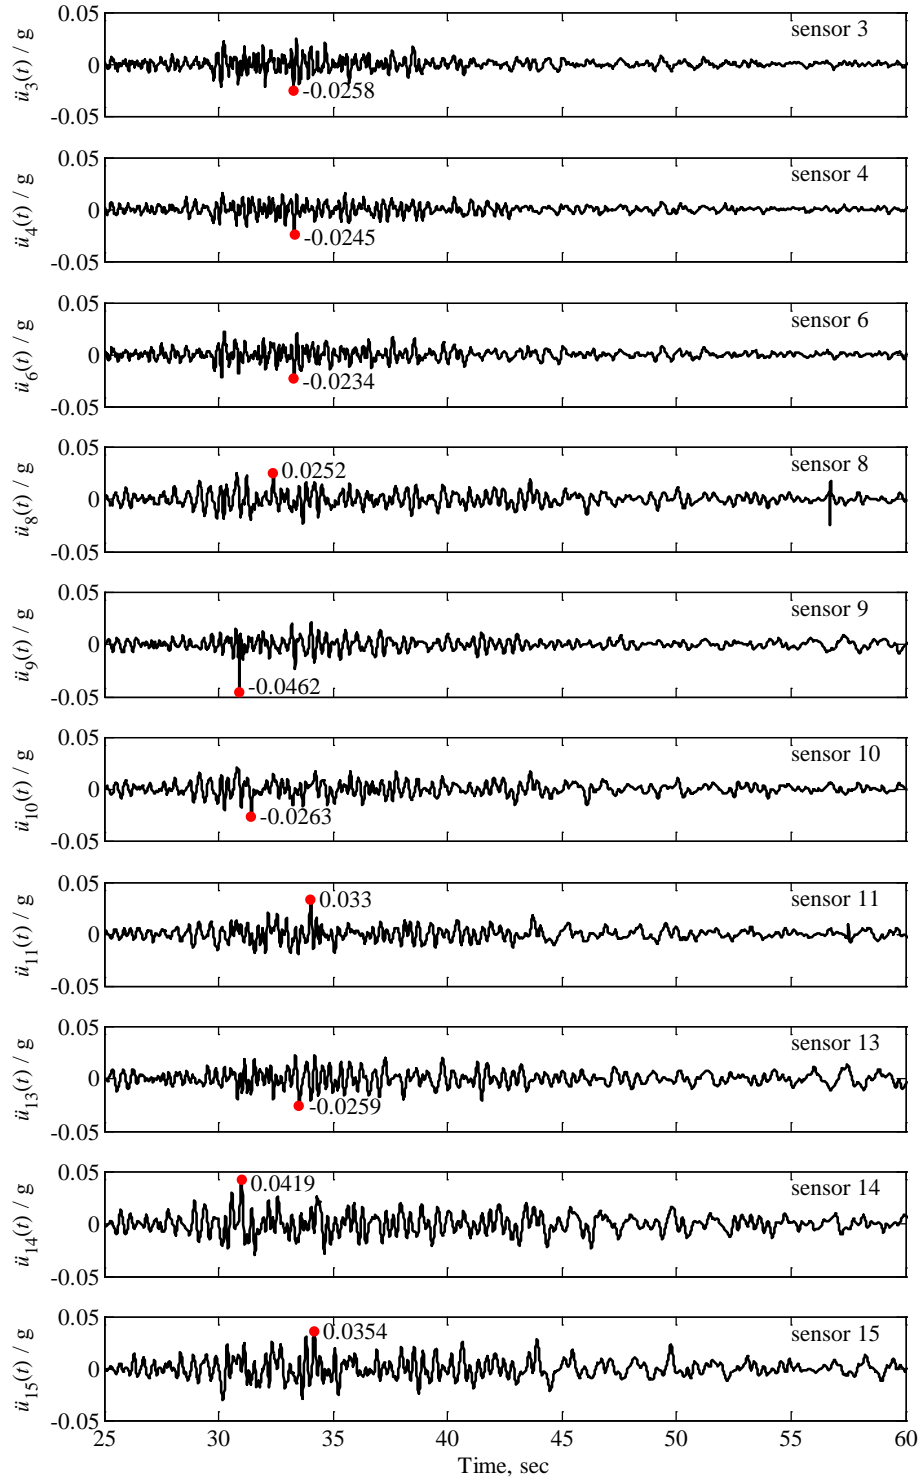 0.05
sensor 3
ü3(t) / g
0
-0.0258
-0.05
0.05
sensor 4
ü4(t) / g
0
-0.0245
-0.05
0.05
sensor 6
ü6(t) / g
0
-0.0234
-0.05
0.05
sensor 8
0.0252
ü8(t) / g
0
-0.05
0.05
sensor 9
ü9(t) / g
0
-0.0462
-0.05
0.05
sensor 10
ü10(t) / g
0
-0.0263
-0.05
0.05
sensor 11
0.033
ü11(t) / g
0
-0.05
0.05
sensor 13
ü13(t) / g
0
-0.0259
-0.05
0.05
sensor 14
0.0419
ü14(t) / g
0
-0.05
0.05
sensor 15
0.0354
ü15(t) / g
0
-0.05
25 30 35 40 45 50 55 60
Time, sec